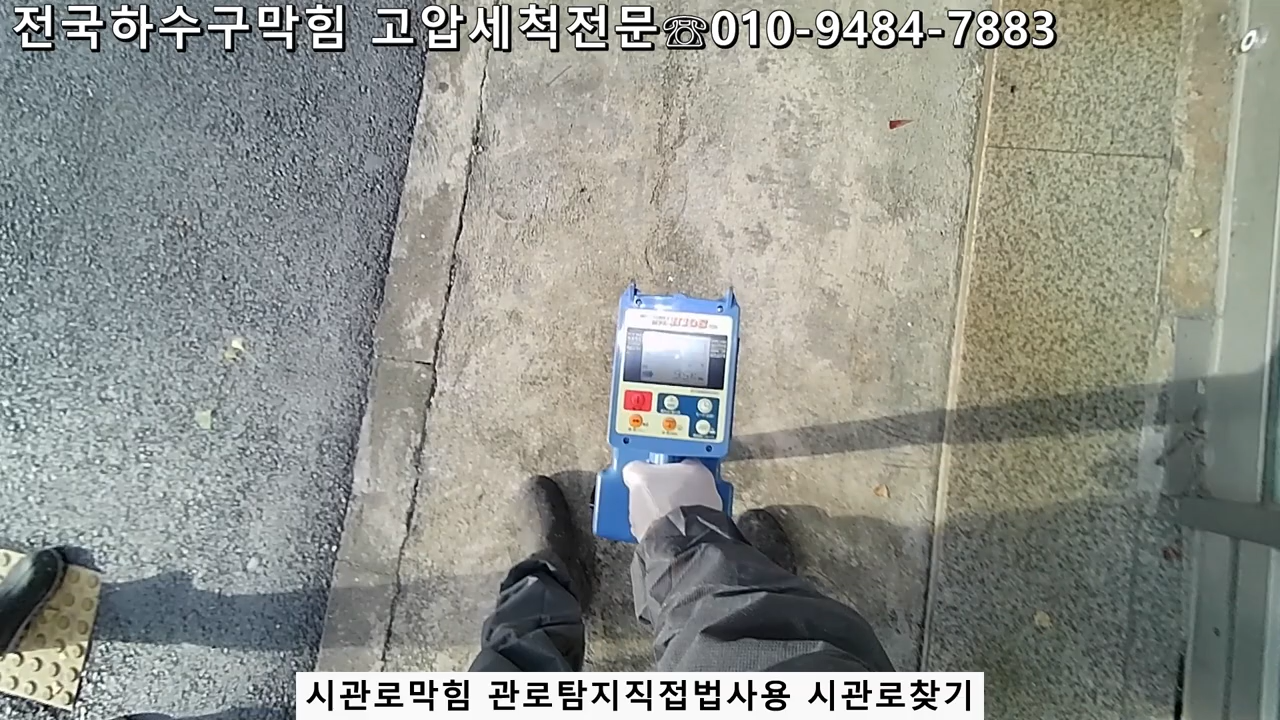 전국하수구막힘 고압세척전문☎010-9484-7883
시관로막힘 관로탐지직접법사용 시관로찾기